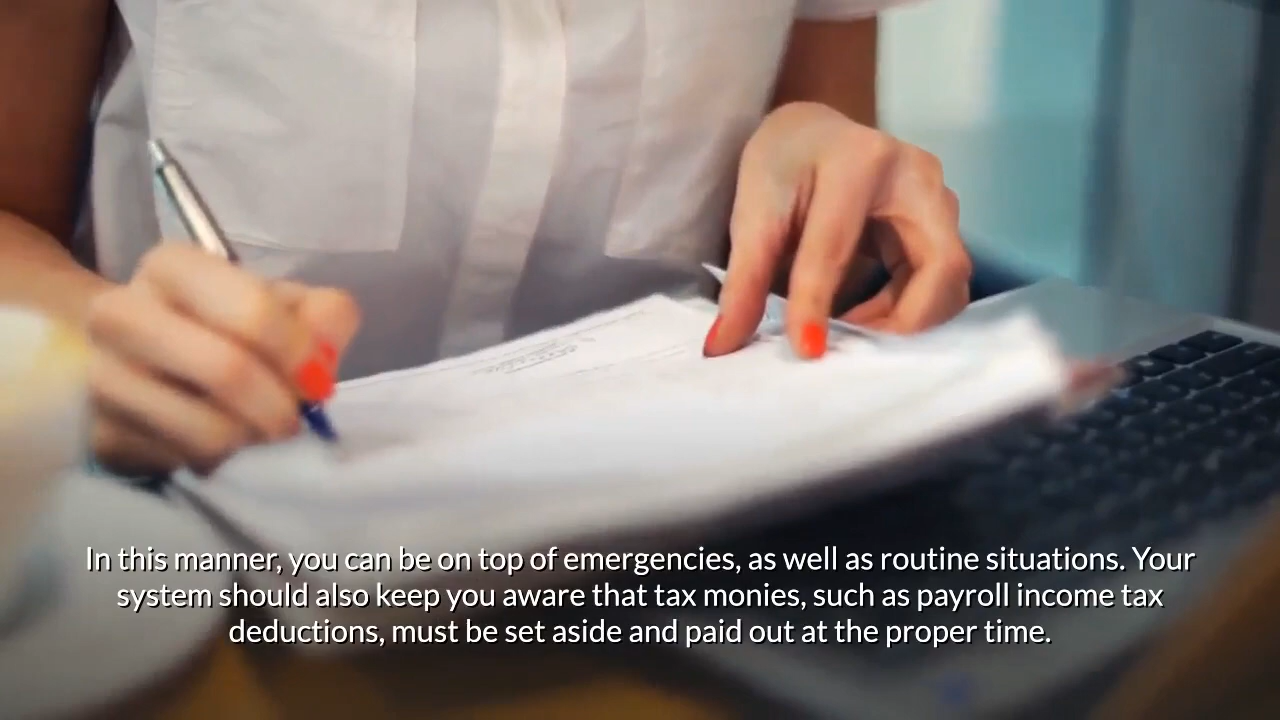 In this manner, you can be on top of emergencies, as well as routine situations. Your
system should also keep you aware that tax monies, such as payroll income tax
deductions, must be set aside and paid out at the proper time.